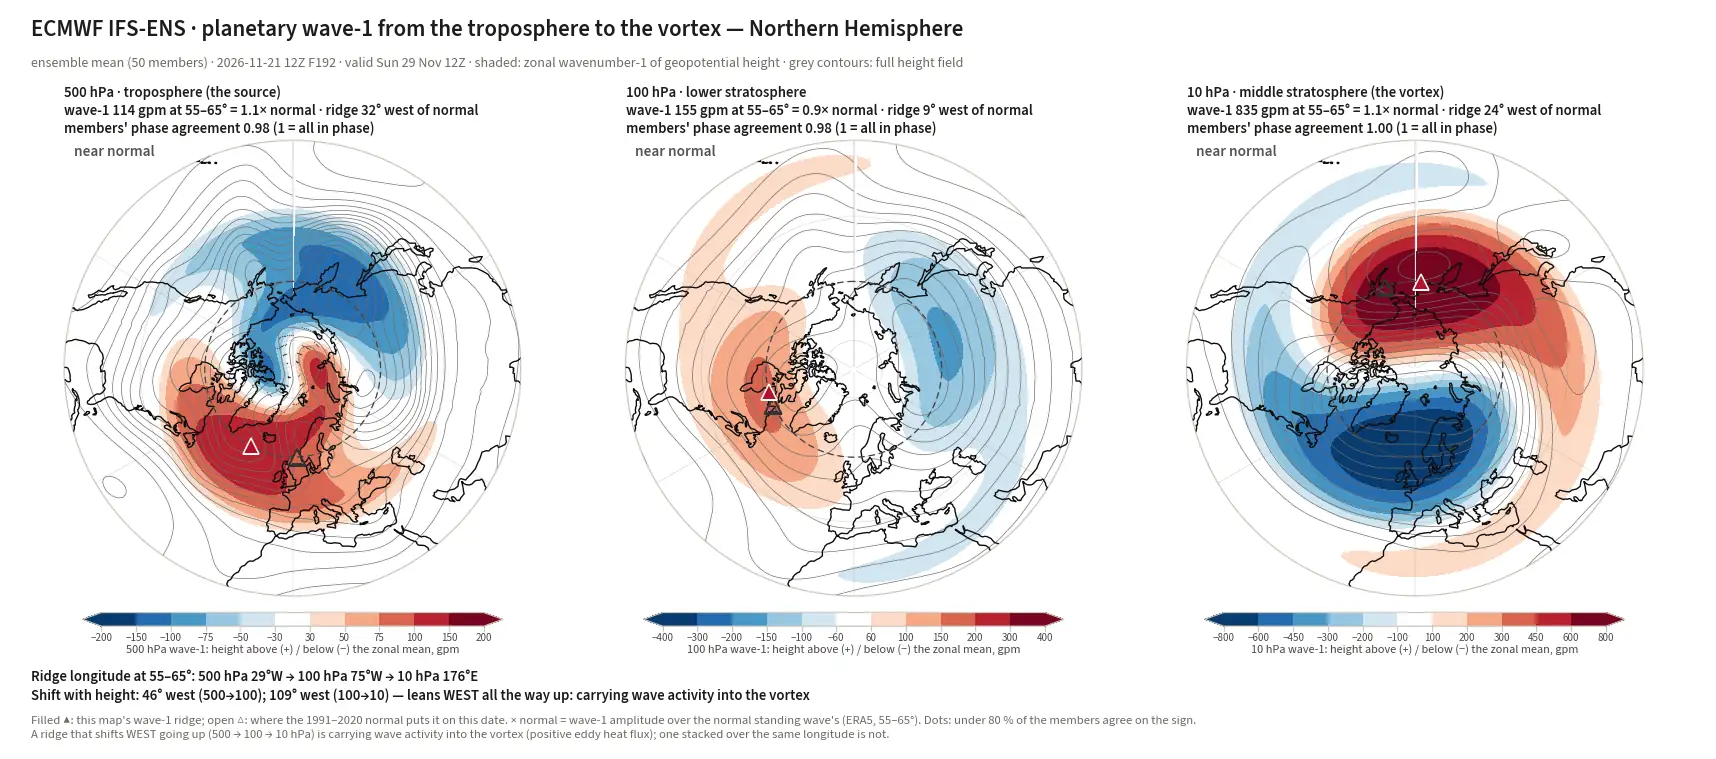 ECMWF IFS-ENS · planetary wave-1 from the troposphere to the vortex — Northern Hemisphere
ensemble mean (50 members) · 2026-11-21 12Z F192 · valid Sun 29 Nov 12Z · shaded: zonal wavenumber-1 of geopotential height · grey contours: full height field
500 hPa · troposphere (the source)
wave-1 114 gpm at 55–65° = 1.1× normal · ridge 32° west of normal
members' phase agreement 0.98 (1 = all in phase)
near normal
100 hPa · lower stratosphere
wave-1 155 gpm at 55–65° = 0.9× normal · ridge 9° west of normal
members' phase agreement 0.98 (1 = all in phase)
near normal
10 hPa · middle stratosphere (the vortex)
wave-1 835 gpm at 55–65° = 1.1× normal · ridge 24° west of normal
members' phase agreement 1.00 (1 = all in phase)
near normal
−200 −150 −100 −75 −50 −30 30 50 75 100 150 200
500 hPa wave-1: height above (+) / below (−) the zonal mean, gpm
−400 −300 −200 −150 −100 −60 60 100 150 200 300 400
100 hPa wave-1: height above (+) / below (−) the zonal mean, gpm
−800 −600 −450 −300 −200 −100 100 200 300 450 600 800
10 hPa wave-1: height above (+) / below (−) the zonal mean, gpm
Ridge longitude at 55–65°: 500 hPa 29°W → 100 hPa 75°W → 10 hPa 176°E
Shift with height: 46° west (500→100); 109° west (100→10) — leans WEST all the way up: carrying wave activity into the vortex
Filled ▲: this map's wave-1 ridge; open △: where the 1991–2020 normal puts it on this date. × normal = wave-1 amplitude over the normal standing wave's (ERA5, 55–65°). Dots: under 80 % of the members agree on the sign.
A ridge that shifts WEST going up (500 → 100 → 10 hPa) is carrying wave activity into the vortex (positive eddy heat flux); one stacked over the same longitude is not.